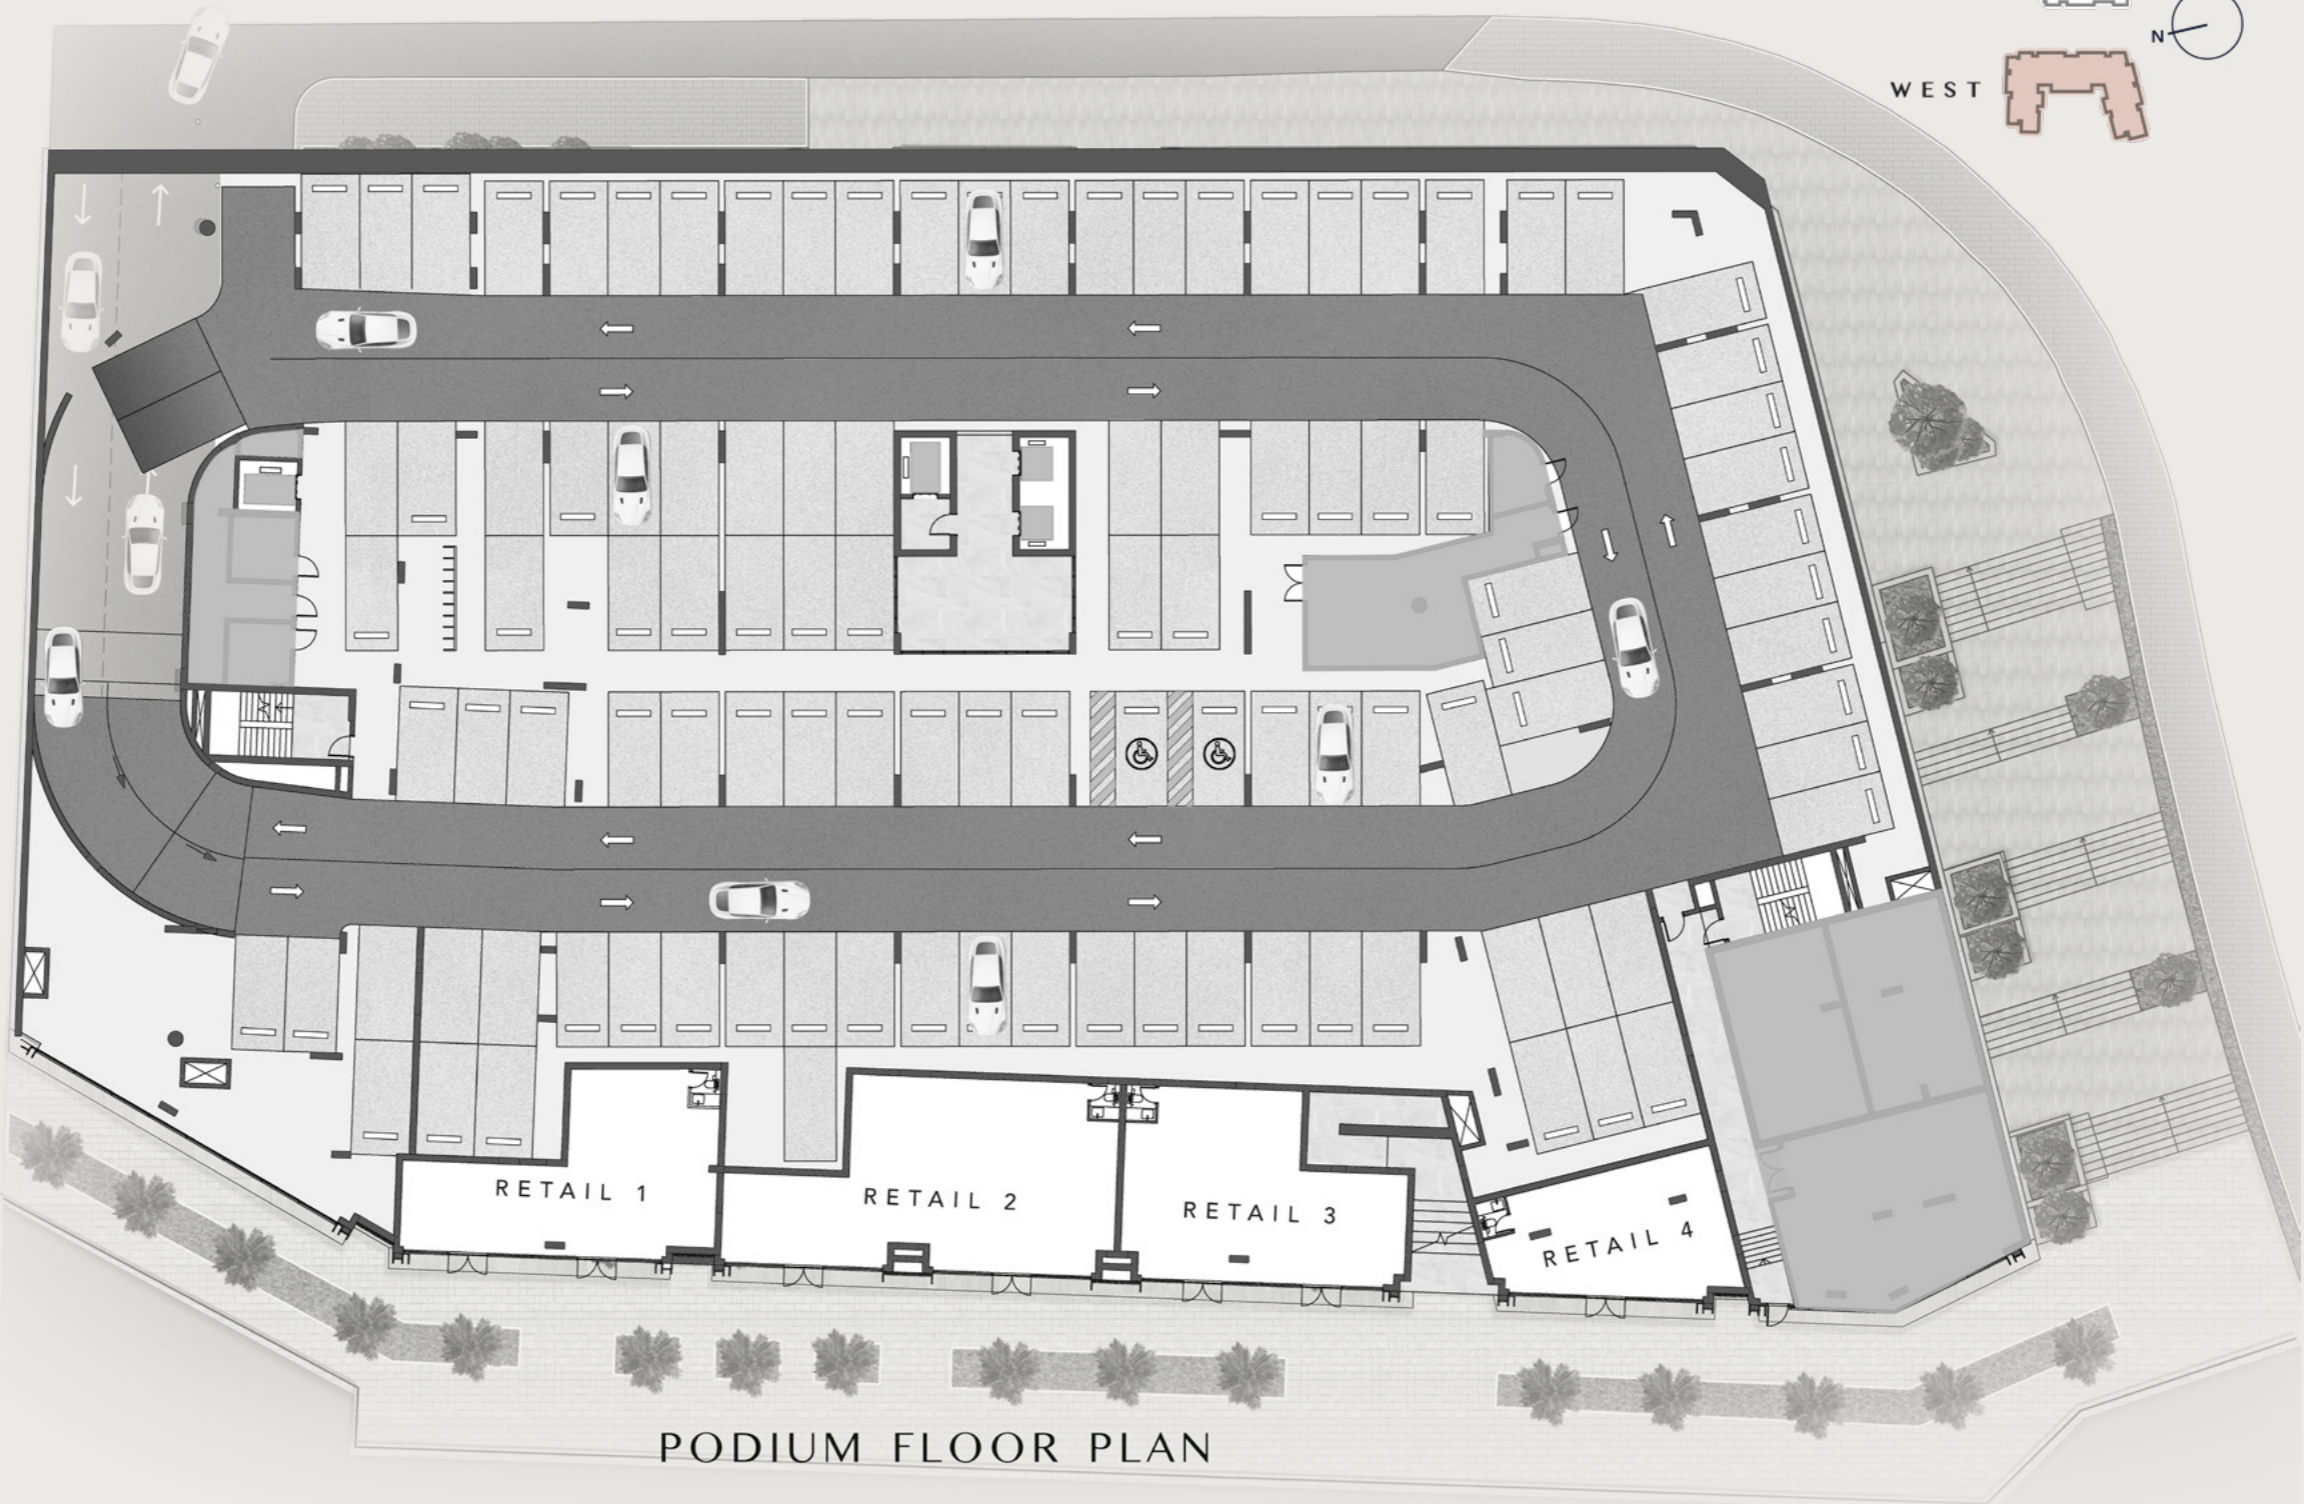 N
WEST
RETAIL 1
RETAIL 2
RETAIL 3
RETAIL 4
PODIUM FLOOR PLAN